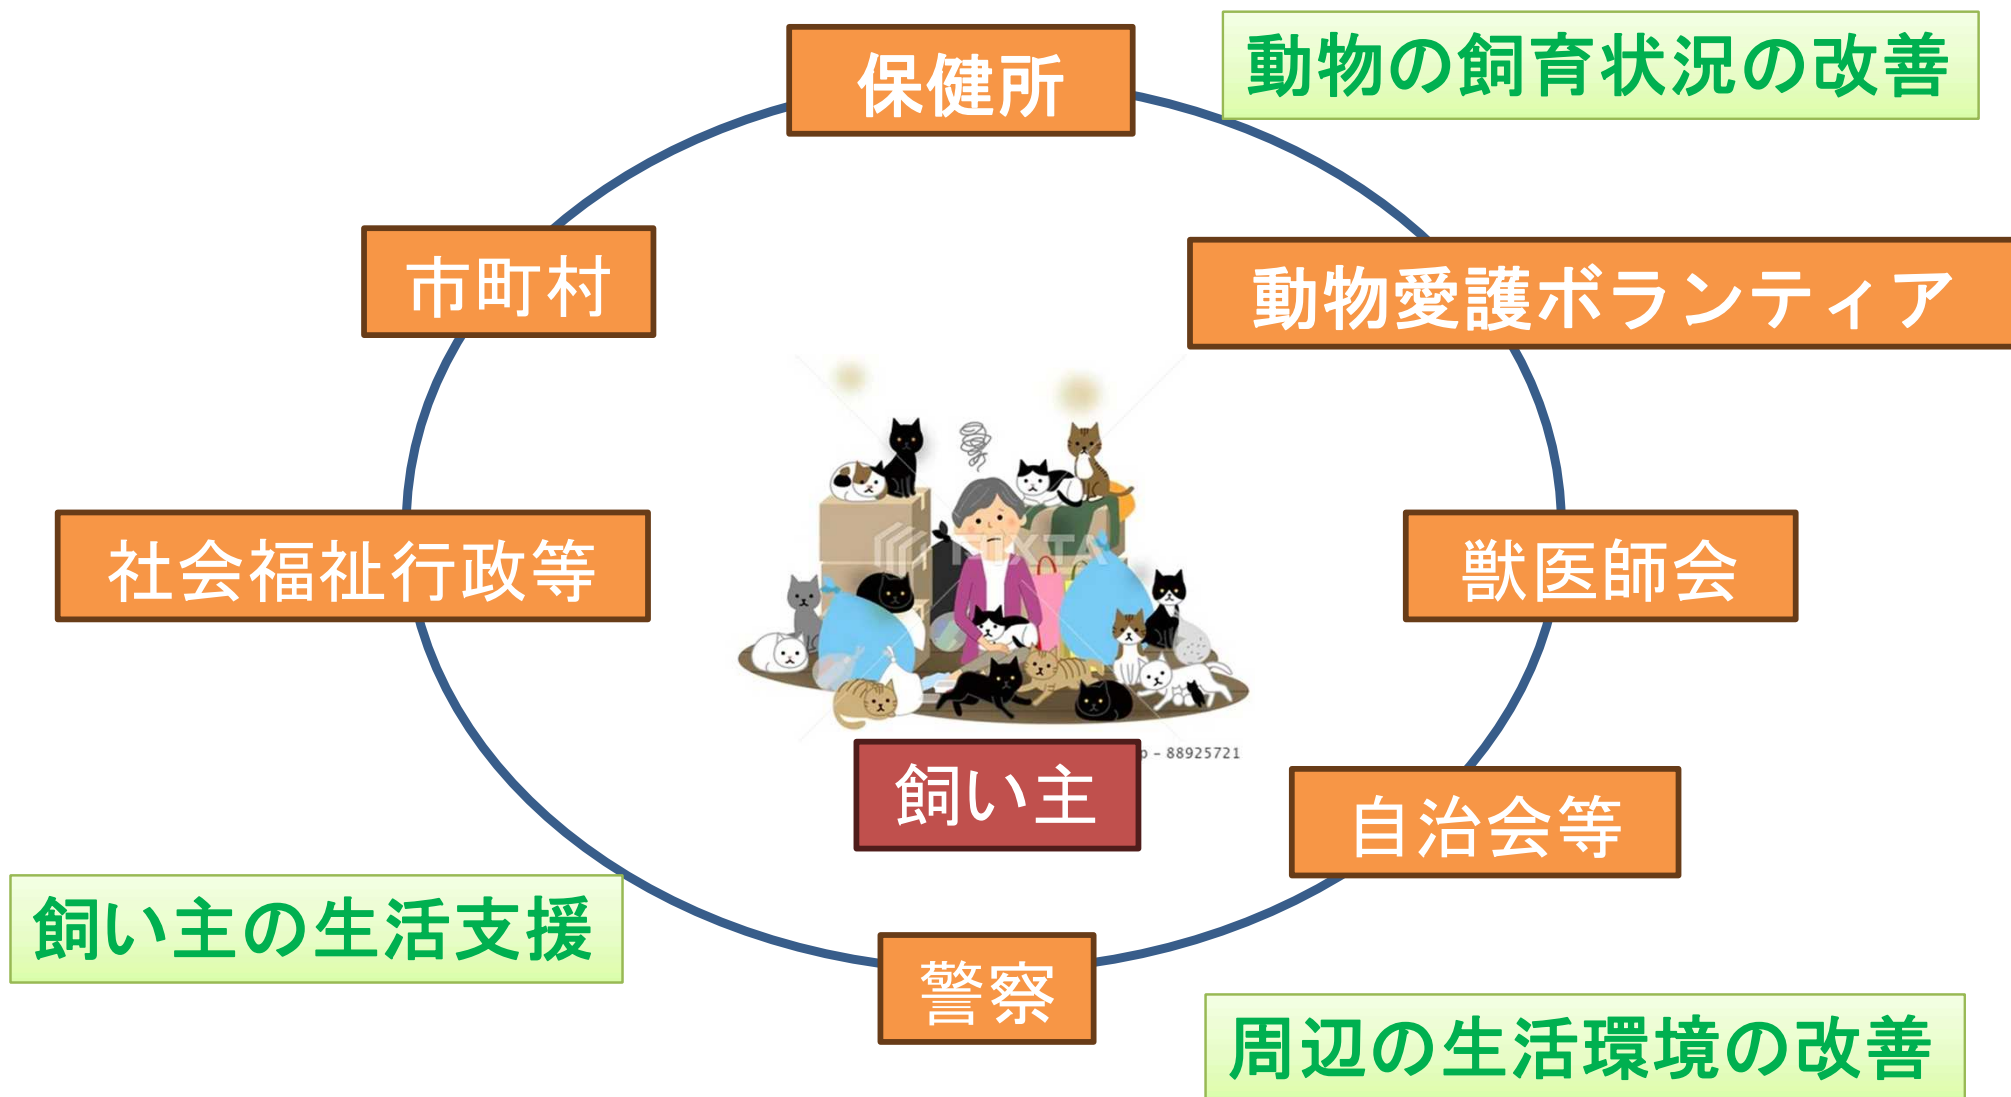 保健所
動物の飼育状況の改善
市町村
動物愛護ボランティア
社会福祉行政等
獣医師会
PIXTA
- 88925721
飼い主
自治会等
飼い主の生活支援
警察
周辺の生活環境の改善